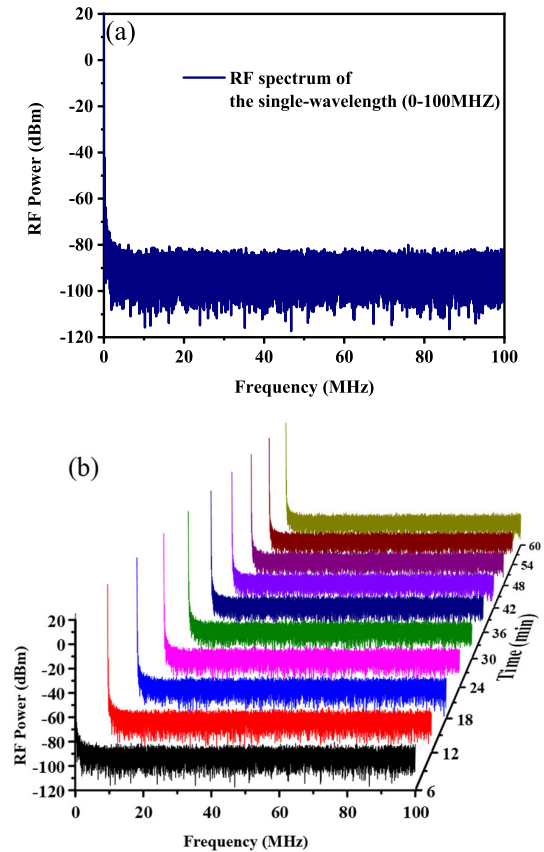 (a)
20
0
-20
-40
-60
-80
-100
-120
RF Power (dBm)
RF spectrum of
the single-wavelength (0-100MHZ)
0 20 40 60 80 100
Frequency (MHz)
(b)
20
0
-20
-40
-60
-80
-100
-120
RF Power (dBm)
60
54
48
42
36
30
24
18
12
6
Time (min)
0 20 40 60 80 100
Frequency (MHz)